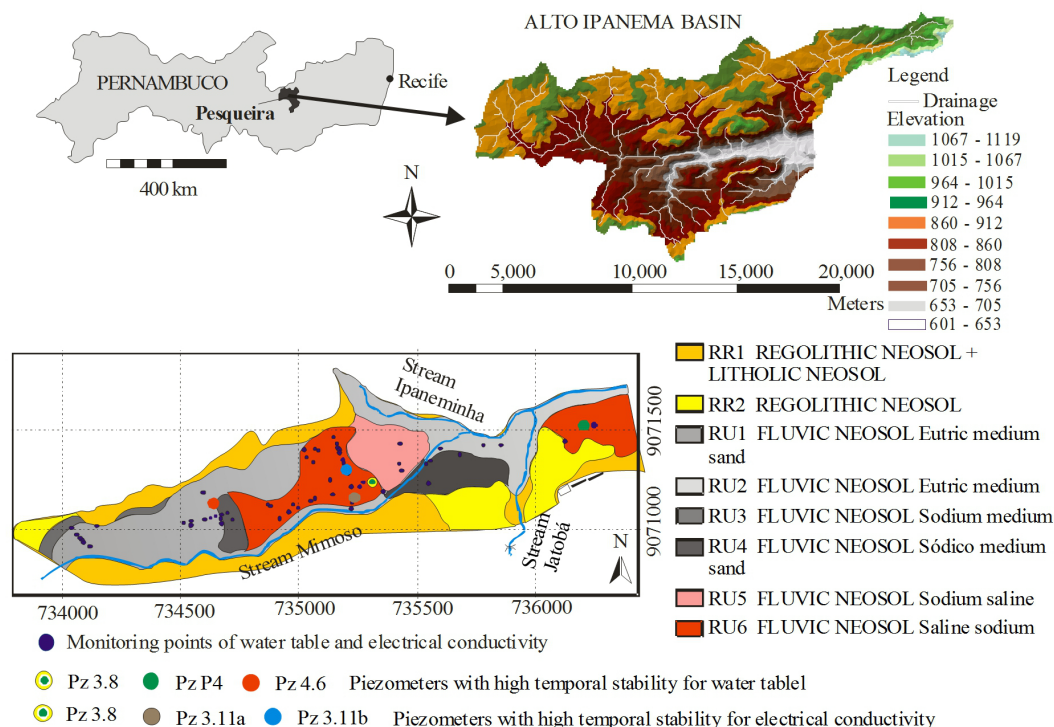 ALTO IPANEMA BASIN
PERNAMBUCO
Recife
Pesqueira
400 km
N
Legend
Drainage
Elevation
1067 - 1119
1015 - 1067
964 - 1015
912 - 964
860 - 912
808 - 860
756 - 808
705 - 756
653 - 705
601 - 653
0 5,000 10,000 15,000 20,000
Meters
Stream
Ipaneminha
Stream Mimoso
Stream
Jatobá
N
9071500
9071000
734000 734500 735000 735500 736000
RR1 REGOLITHIC NEOSOL +
LITHOLIC NEOSOL
RR2 REGOLITHIC NEOSOL
RU1 FLUVIC NEOSOL Eutric medium
sand
RU2 FLUVIC NEOSOL Eutric medium
RU3 FLUVIC NEOSOL Sodium medium
RU4 FLUVIC NEOSOL Sódico medium
sand
RU5 FLUVIC NEOSOL Sodium saline
RU6 FLUVIC NEOSOL Saline sodium
Monitoring points of water table and electrical conductivity
Pz 3.8 Pz P4 Pz 4.6 Piezometers with high temporal stability for water tablel
Pz 3.8 Pz 3.11a Pz 3.11b Piezometers with high temporal stability for electrical conductivity